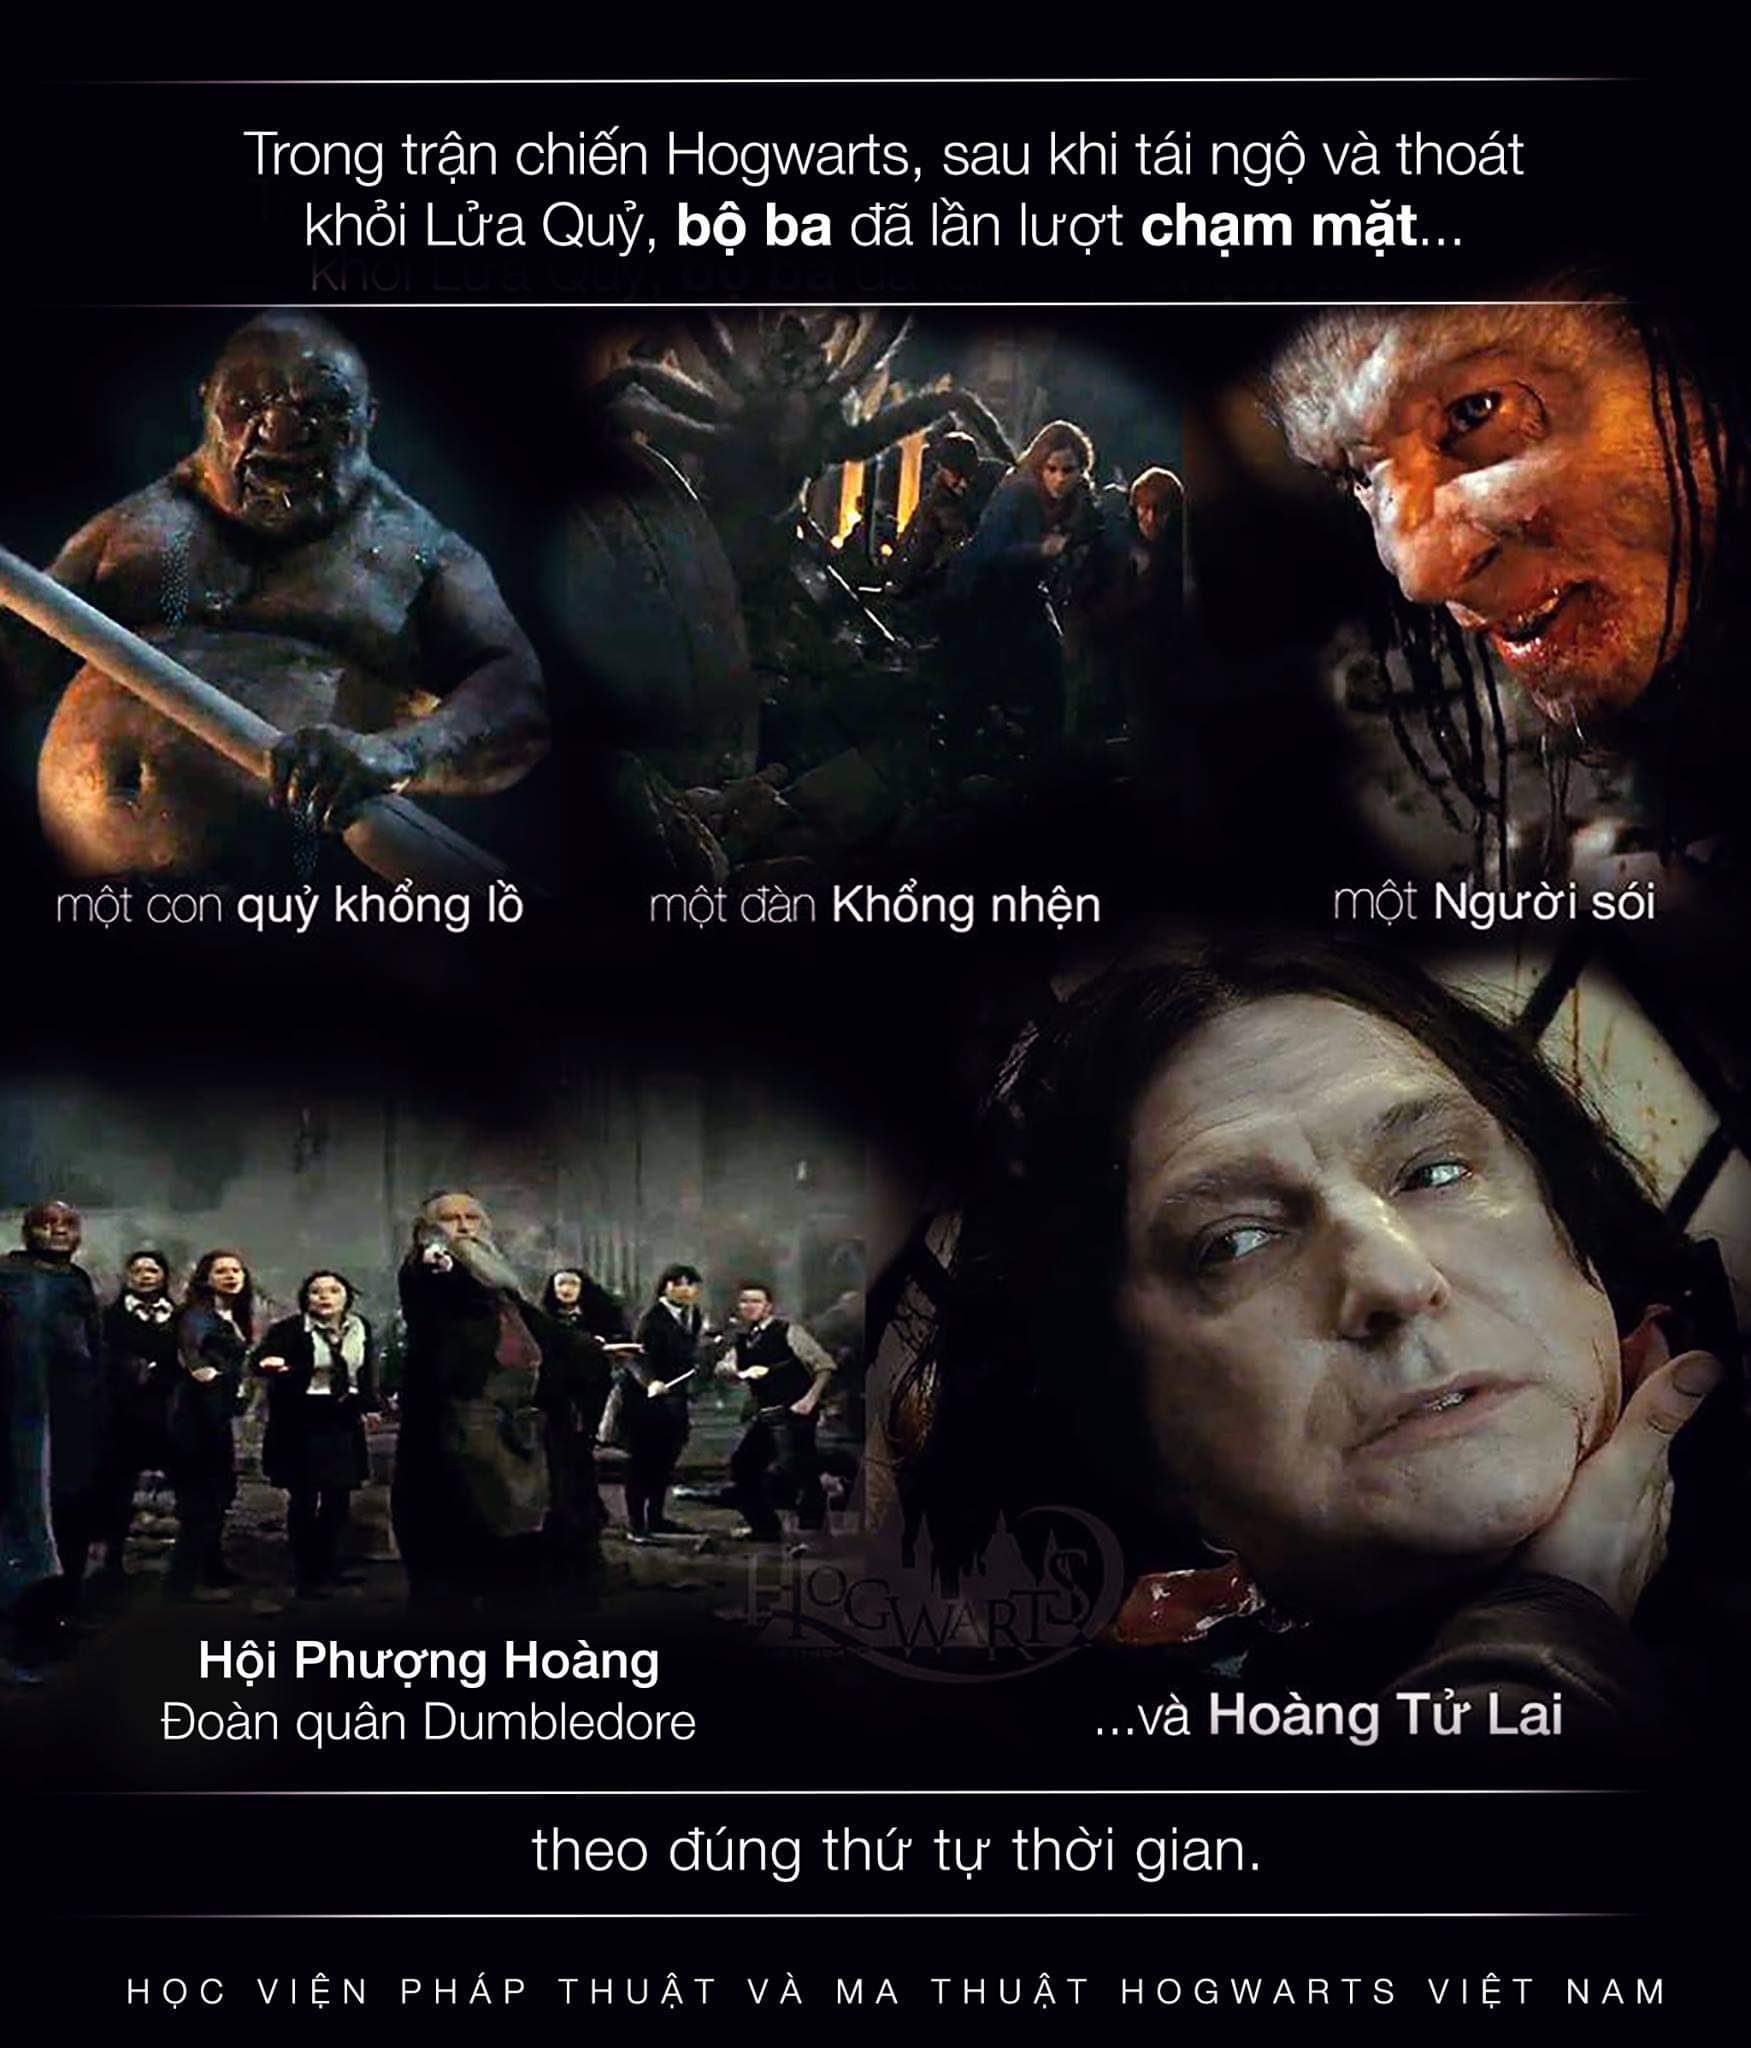 Trong trận chiến Hogwarts, sau khi tái ngộ và thoát
khỏi Lửa Quỷ, bộ ba đã lần lượt chạm mặt...
một con quỷ khổng lồ
một đàn Khổng nhện
một Người sói
Hội Phượng Hoàng
Đoàn quân Dumbledore
HOGWARTS
...và Hoàng Tử Lai
theo đúng thứ tự thời gian.
HỌC VIỆN PHÁP THUẬT VÀ MA THUẬT HOGWARTS VIỆT NAM